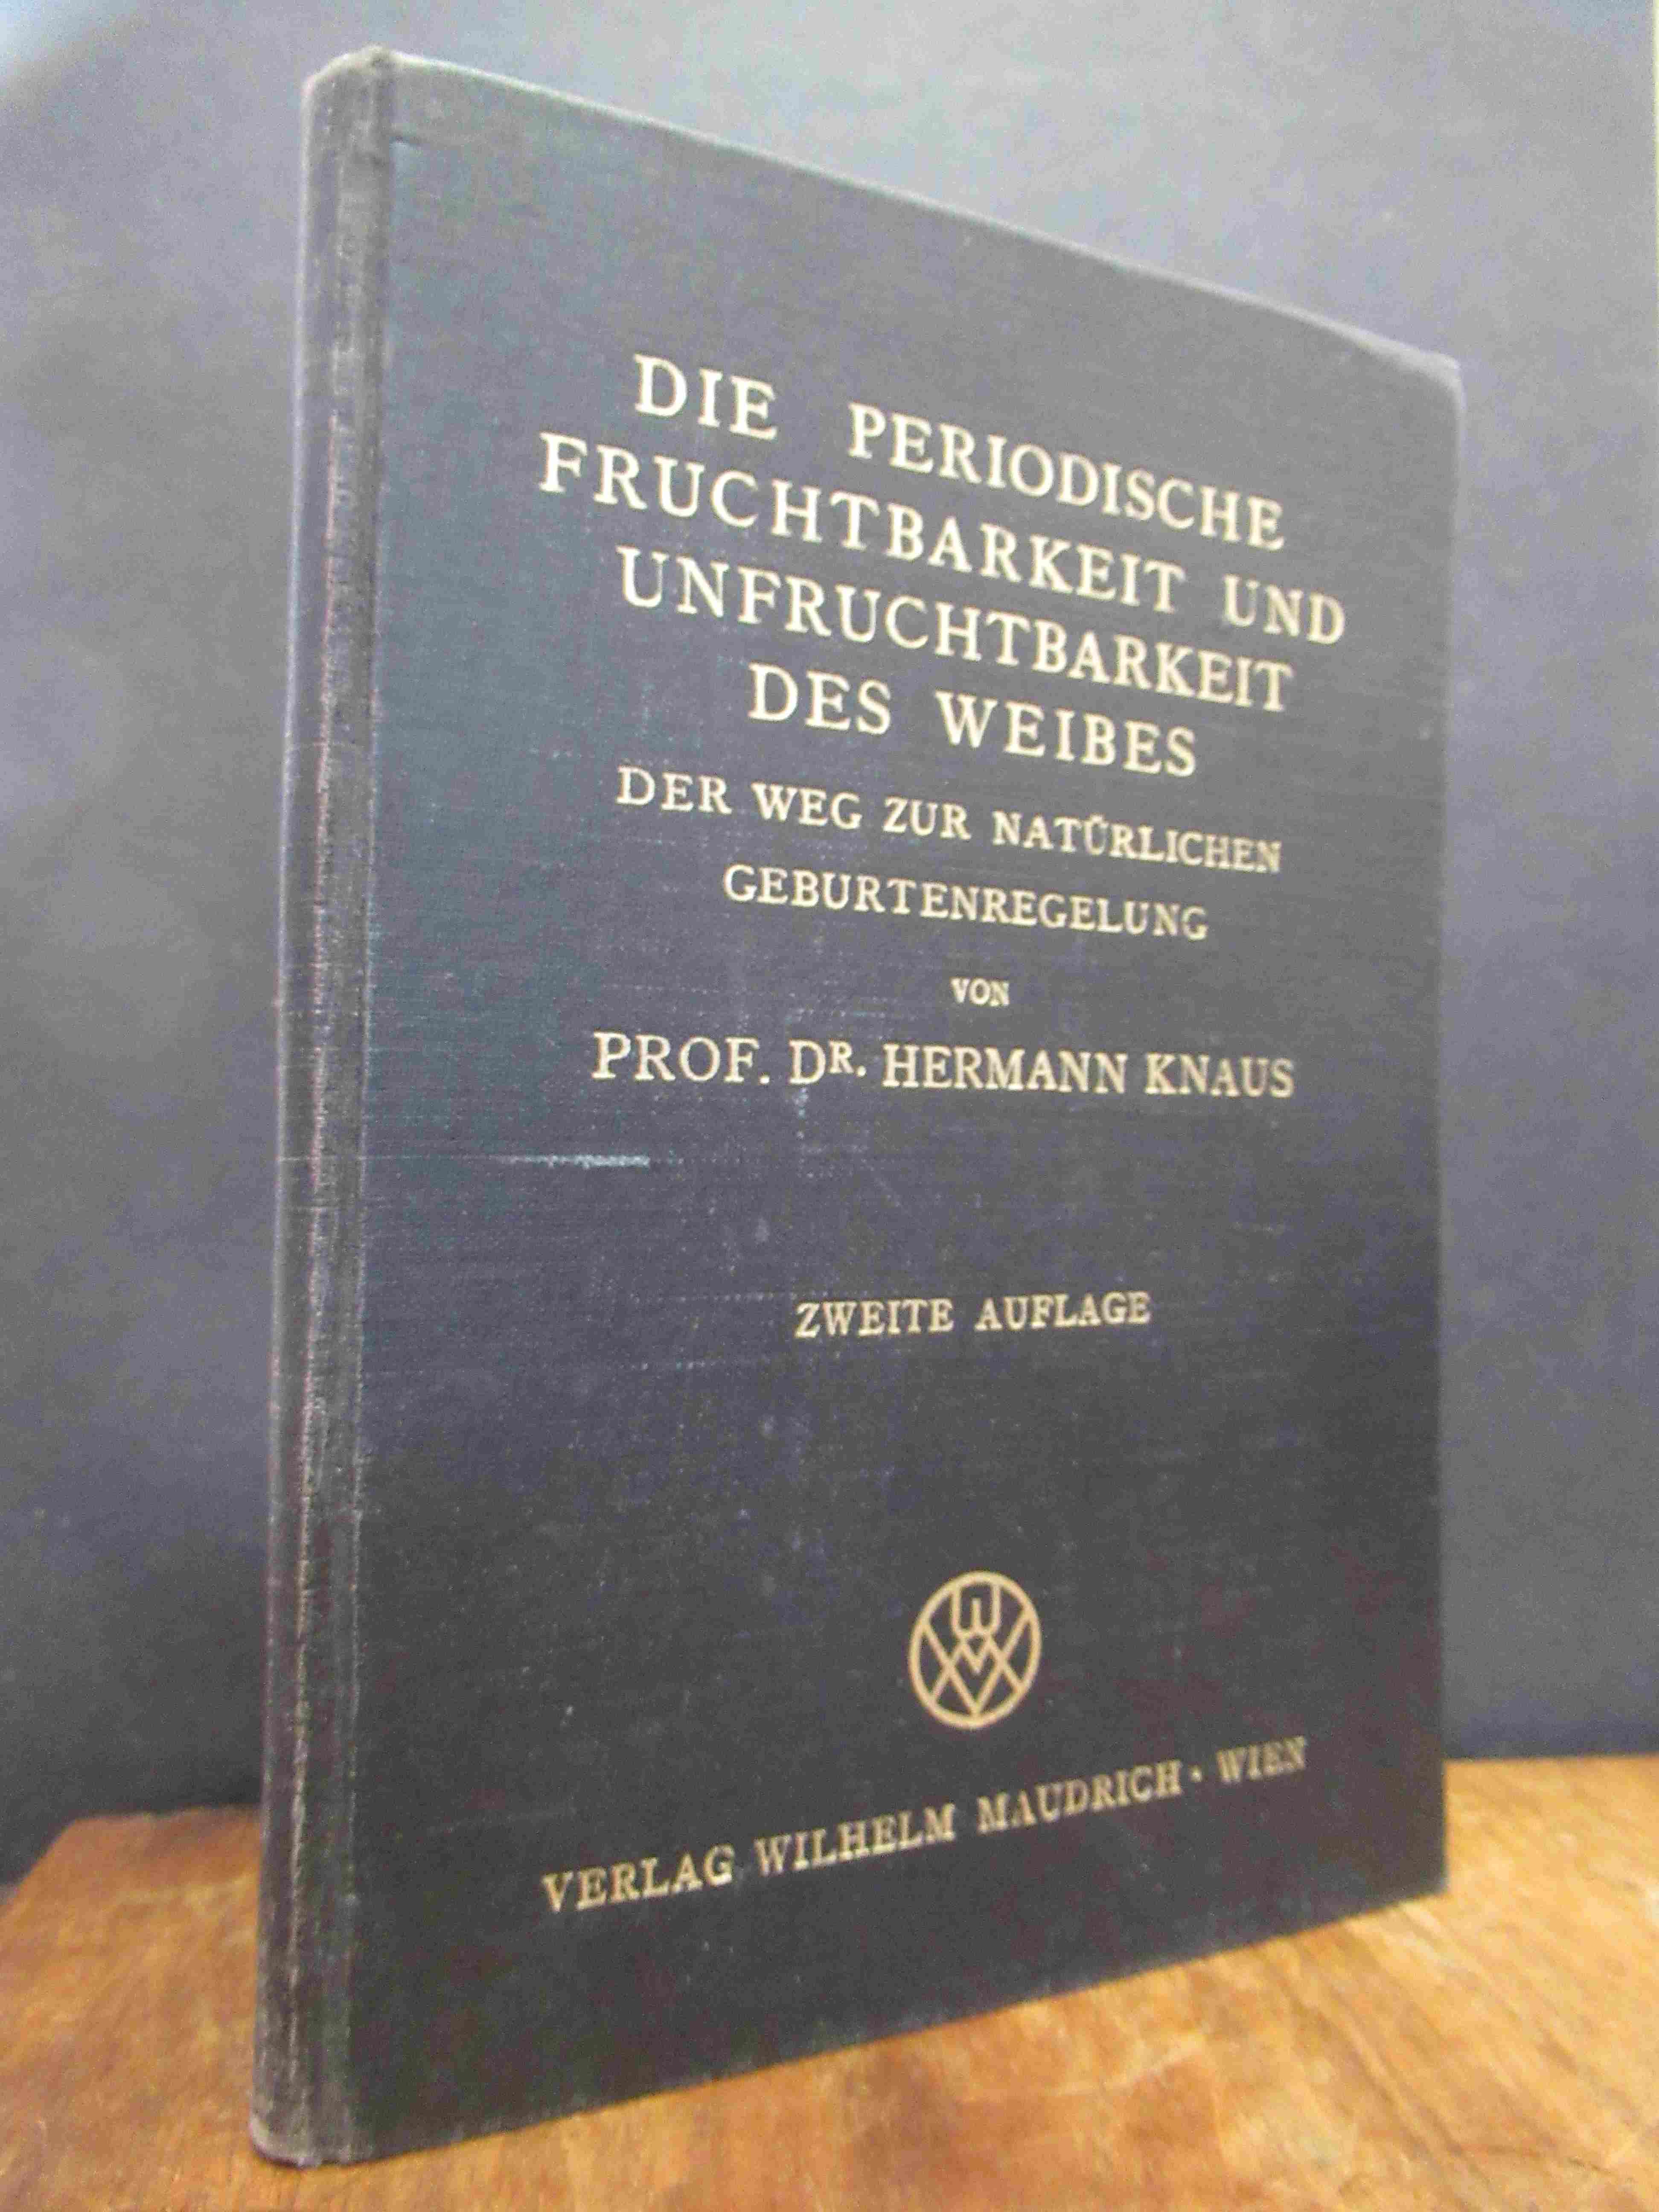 DIE PERIODISCHE
FRUCHTBARKEIT UND
UNFRUCHTBARKEIT
DES WEIBES
DER WEG ZUR NATÜRLICHEN
GEBURTENREGELUNG
VON
PROF. DR. HERMANN KNAUS
ZWEITE AUFLAGE
VERLAG WILHELM MAUDRICH · WIEN